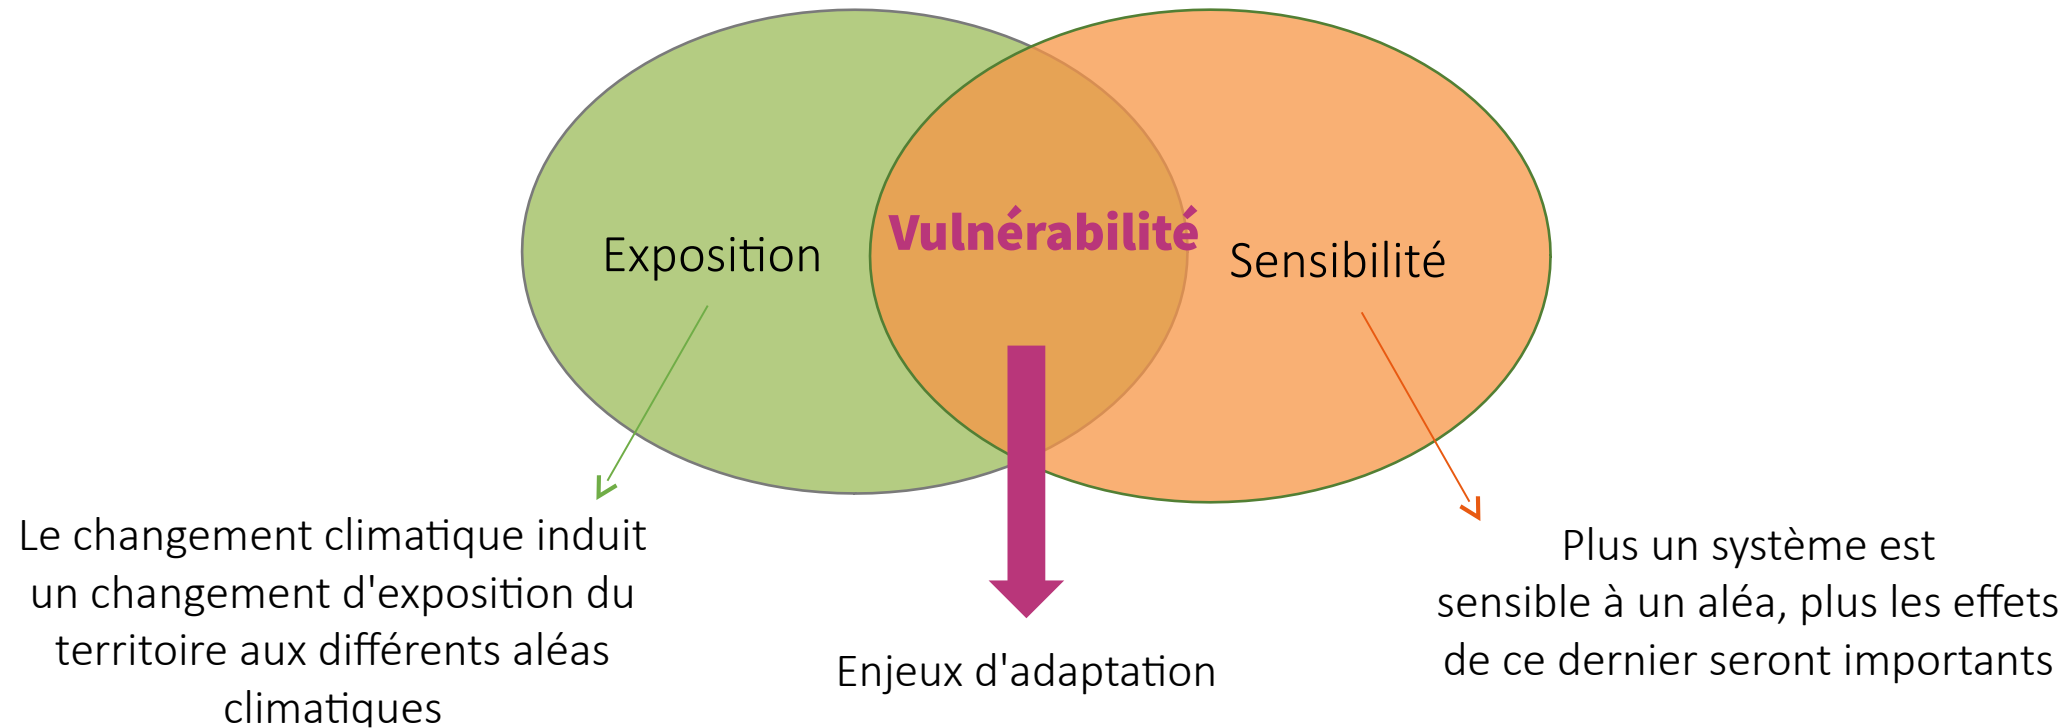 Exposition
Vulnérabilité
Sensibilité
Le changement climatique induit
un changement d'exposition du
territoire aux différents aléas
climatiques
Enjeux d'adaptation
Plus un système est
sensible à un aléa, plus les effets
de ce dernier seront importants